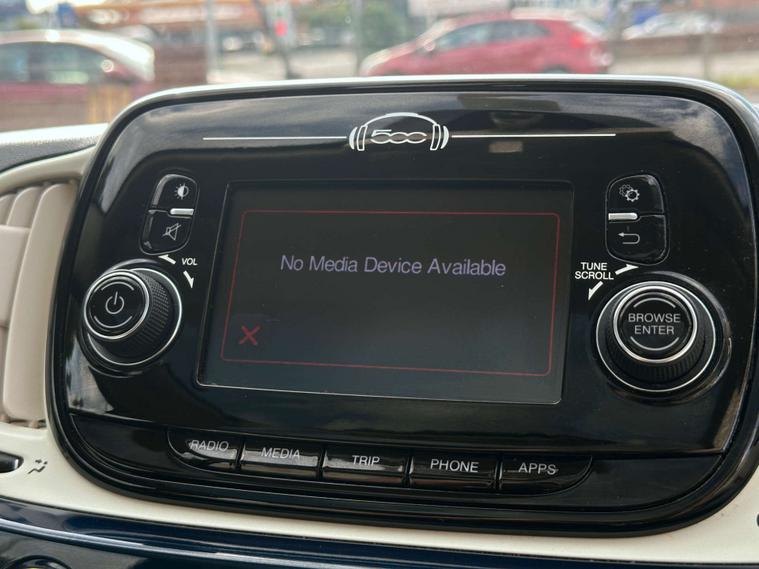 500
VOL
No Media Device Available
TUNE
SCROLL
BROWSE
ENTER
RADIO
MEDIA
TRIP
PHONE
APPS